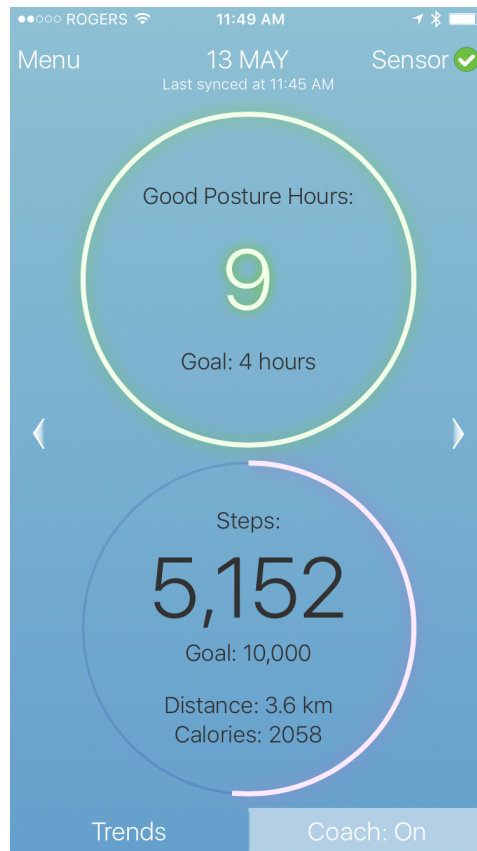 ROGERS 11:49 AM
Menu 13 MAY Sensor
Last synced at 11:45 AM
Good Posture Hours:
9
Goal: 4 hours
Steps:
5,152
Goal: 10,000
Distance: 3.6 km
Calories: 2058
Trends Coach: On